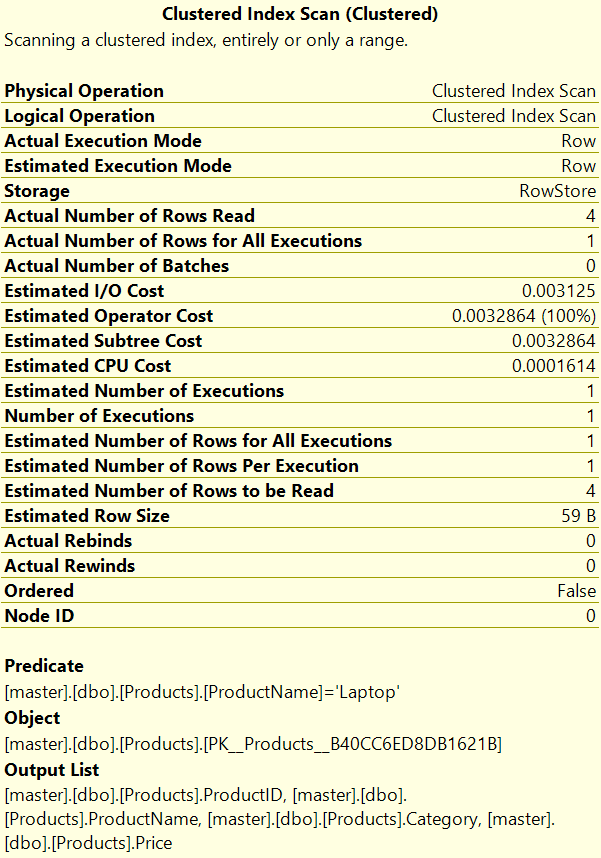 Clustered Index Scan (Clustered)
Scanning a clustered index, entirely or only a range.
Physical Operation Clustered Index Scan
Logical Operation Clustered Index Scan
Actual Execution Mode Row
Estimated Execution Mode Row
Storage RowStore
Actual Number of Rows Read 4
Actual Number of Rows for All Executions 1
Actual Number of Batches 0
Estimated I/O Cost 0.003125
Estimated Operator Cost 0.0032864 (100%)
Estimated Subtree Cost 0.0032864
Estimated CPU Cost 0.0001614
Estimated Number of Executions 1
Number of Executions 1
Estimated Number of Rows for All Executions 1
Estimated Number of Rows Per Execution 1
Estimated Number of Rows to be Read 4
Estimated Row Size 59 B
Actual Rebinds 0
Actual Rewinds 0
Ordered False
Node ID 0
Predicate
[master].[dbo].[Products].[ProductName]='Laptop'
Object
[master].[dbo].[Products].[PK__Products__B40CC6ED8DB1621B]
Output List
[master].[dbo].[Products].ProductID, [master].[dbo].
[Products].ProductName, [master].[dbo].[Products].Category, [master].
[dbo].[Products].Price